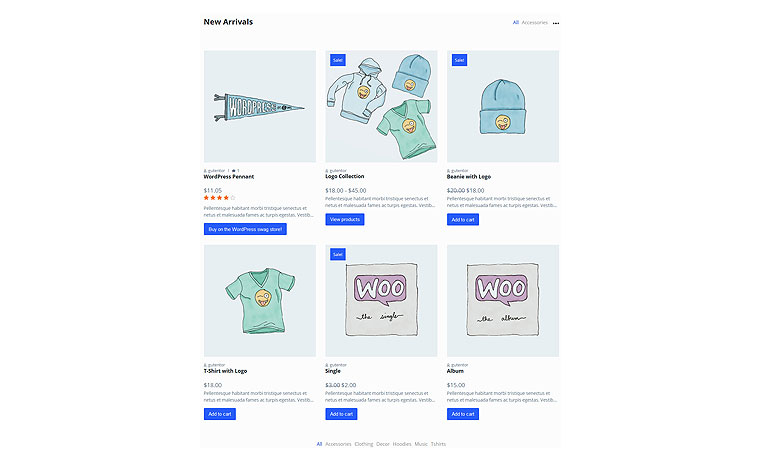 New Arrivals
All Accessories •••
WORDPRESS
gutentor 1
WordPress Pennant
$11.05
Pellentesque habitant morbi tristique senectus et
netus et malesuada fames ac turpis egestas. Vestib...
Buy on the WordPress swag store!
Sale!
gutentor
Logo Collection
$18.00 - $45.00
Pellentesque habitant morbi tristique senectus et
netus et malesuada fames ac turpis egestas. Vestib...
View products
Sale!
gutentor
Beanie with Logo
$20.00 $18.00
Pellentesque habitant morbi tristique senectus et
netus et malesuada fames ac turpis egestas. Vestib...
Add to cart
gutentor
T-Shirt with Logo
$18.00
Pellentesque habitant morbi tristique senectus et
netus et malesuada fames ac turpis egestas. Vestib...
Add to cart
Sale!
WOO
the single
gutentor
Single
$3.00 $2.00
Pellentesque habitant morbi tristique senectus et
netus et malesuada fames ac turpis egestas. Vestib...
Add to cart
WOO
the album
gutentor
Album
$15.00
Pellentesque habitant morbi tristique senectus et
netus et malesuada fames ac turpis egestas. Vestib...
Add to cart
All Accessories Clothing Decor Hoodies Music Tshirts